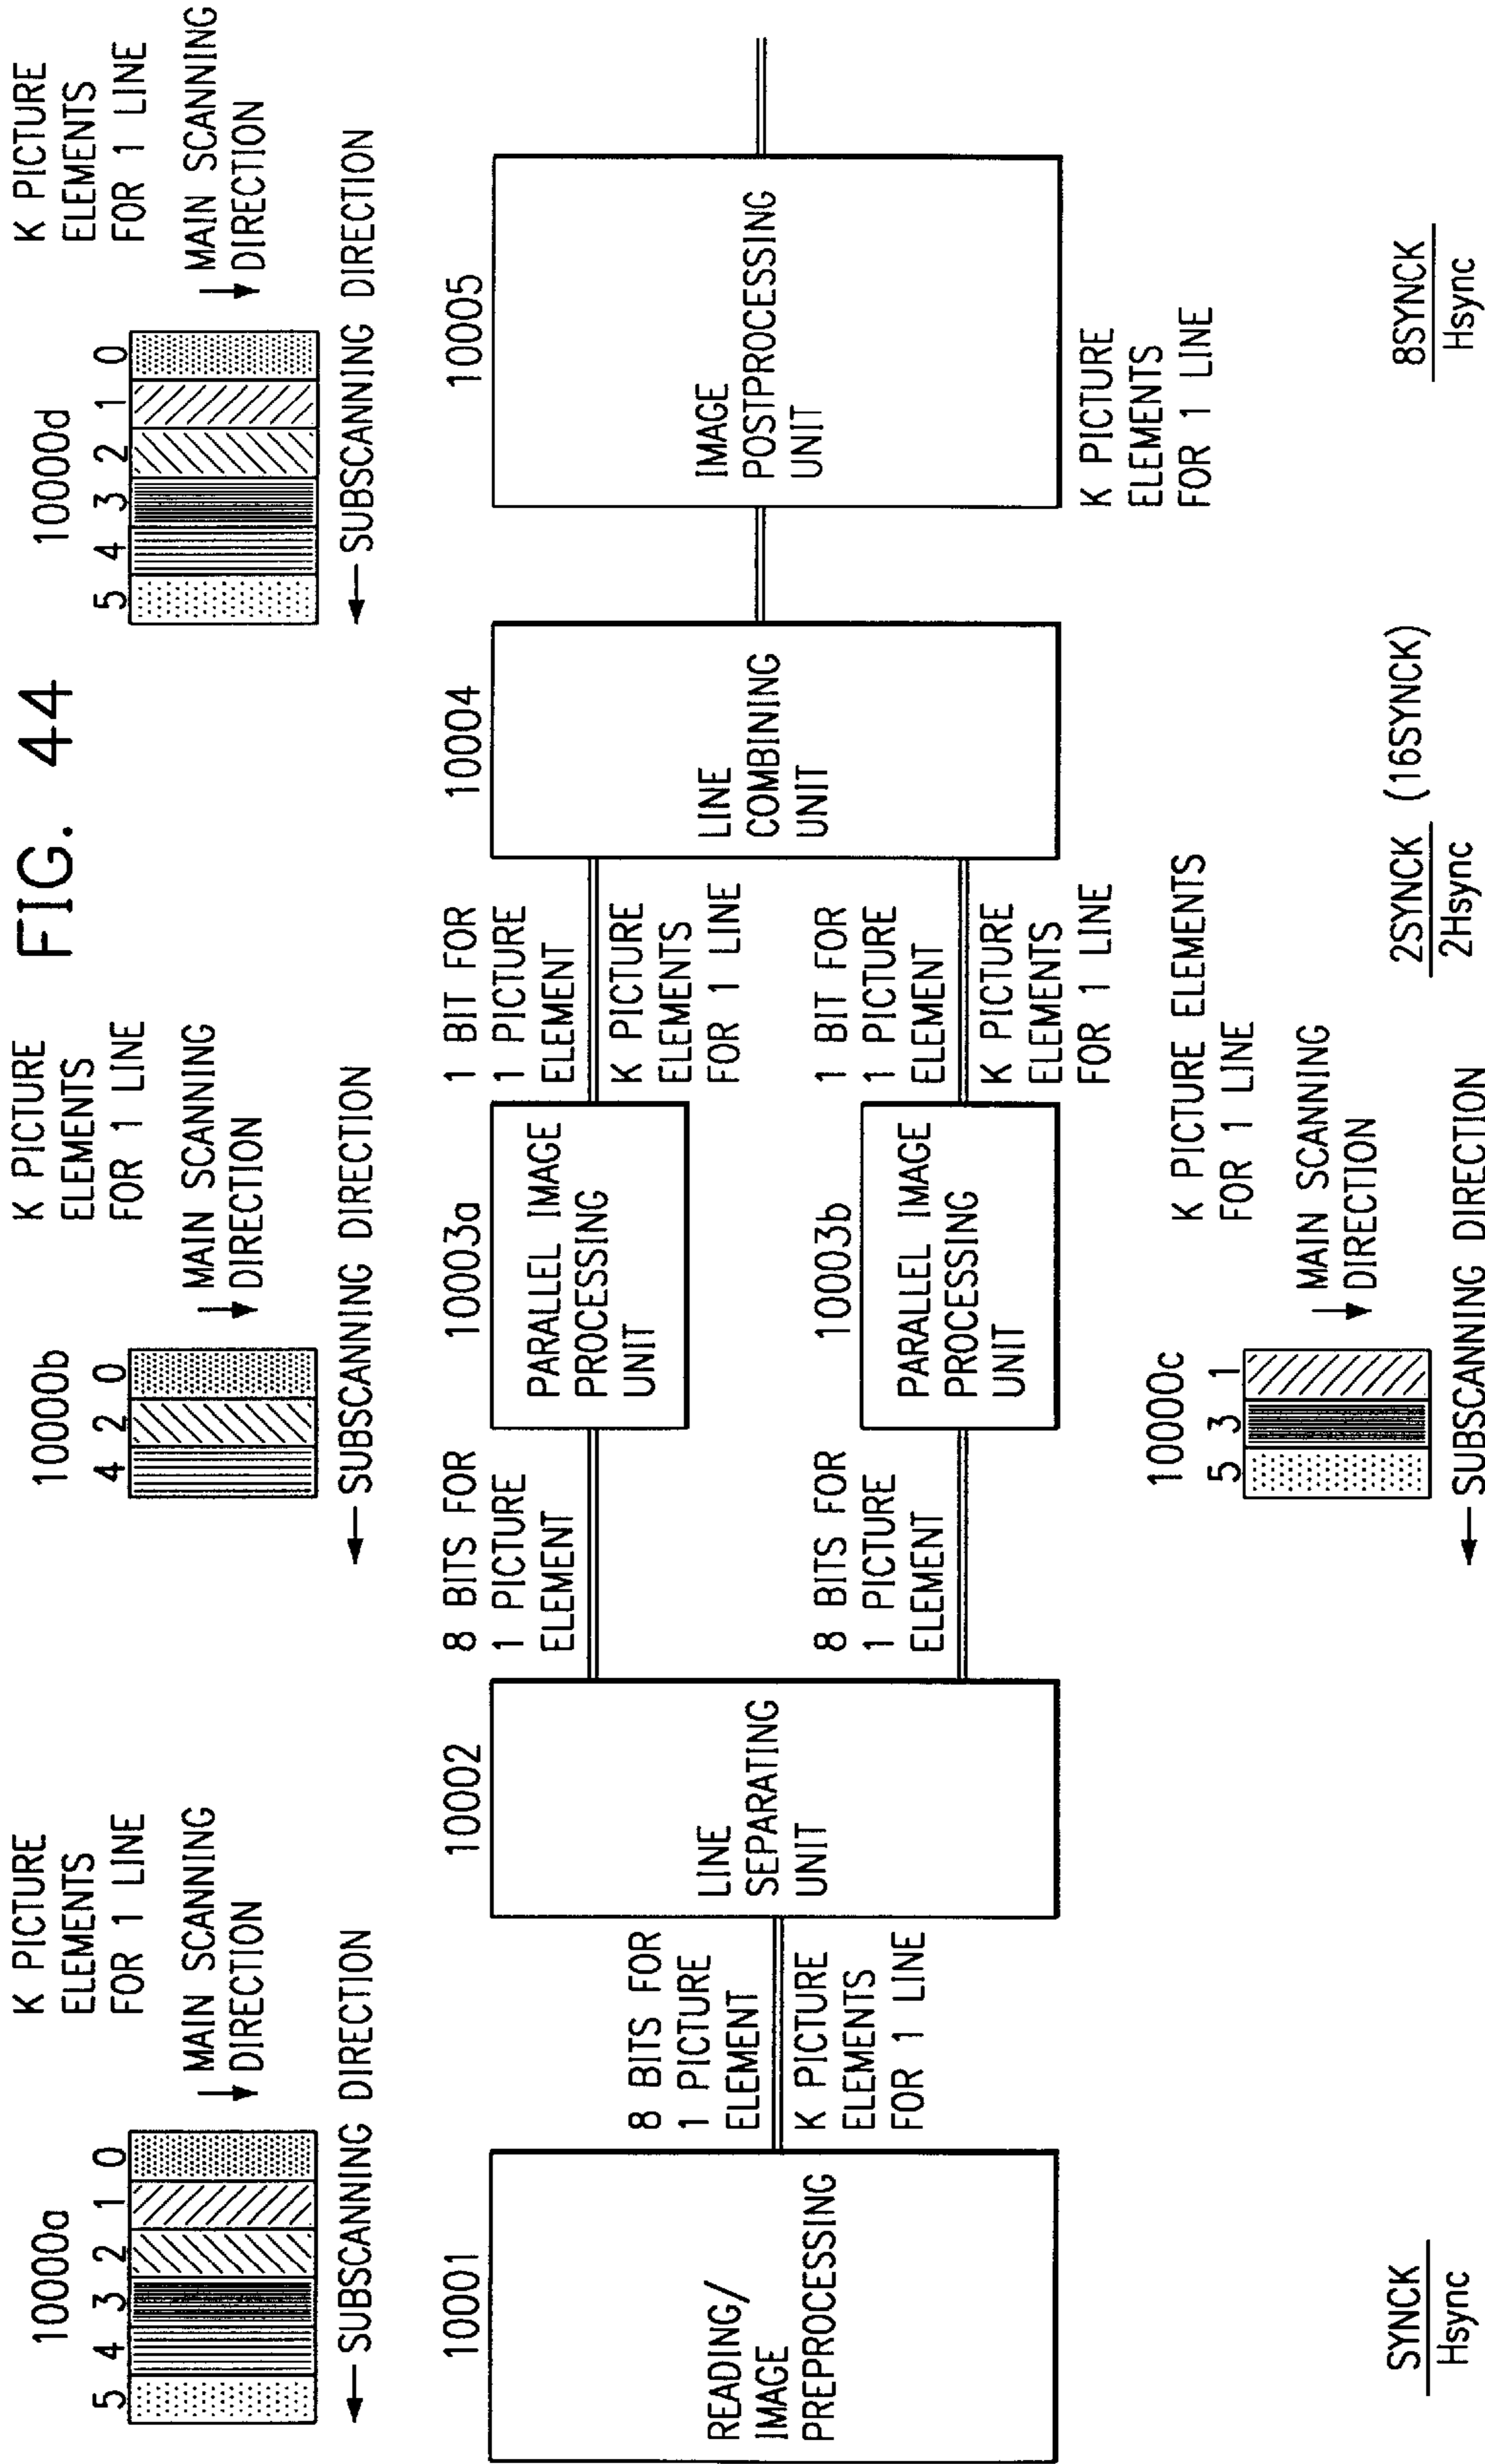 FIG. 44
10000a
5 4 3 2 1 0
K PICTURE
ELEMENTS
FOR 1 LINE
MAIN SCANNING
DIRECTION
SUBSCANNING DIRECTION
10000b
4 2 0
K PICTURE
ELEMENTS
FOR 1 LINE
MAIN SCANNING
DIRECTION
SUBSCANNING DIRECTION
10000d
5 4 3 2 1 0
K PICTURE
ELEMENTS
FOR 1 LINE
MAIN SCANNING
DIRECTION
SUBSCANNING DIRECTION
10001
READING/
IMAGE
PREPROCESSING
8 BITS FOR
1 PICTURE
ELEMENT
K PICTURE
ELEMENTS
FOR 1 LINE
10002
LINE
SEPARATING
UNIT
8 BITS FOR
1 PICTURE
ELEMENT
10003a
PARALLEL IMAGE
PROCESSING
UNIT
1 BIT FOR
1 PICTURE
ELEMENT
K PICTURE
ELEMENTS
FOR 1 LINE
8 BITS FOR
1 PICTURE
ELEMENT
10003b
PARALLEL IMAGE
PROCESSING
UNIT
1 BIT FOR
1 PICTURE
ELEMENT
K PICTURE
ELEMENTS
FOR 1 LINE
10004
LINE
COMBINING
UNIT
10005
IMAGE
POSTPROCESSING
UNIT
K PICTURE
ELEMENTS
FOR 1 LINE
10000c
5 3 1
K PICTURE ELEMENTS
FOR 1 LINE
MAIN SCANNING
DIRECTION
SUBSCANNING DIRECTION
SYNCK
Hsync
2SYNCK (16SYNCK)
2Hsync
8SYNCK
Hsync